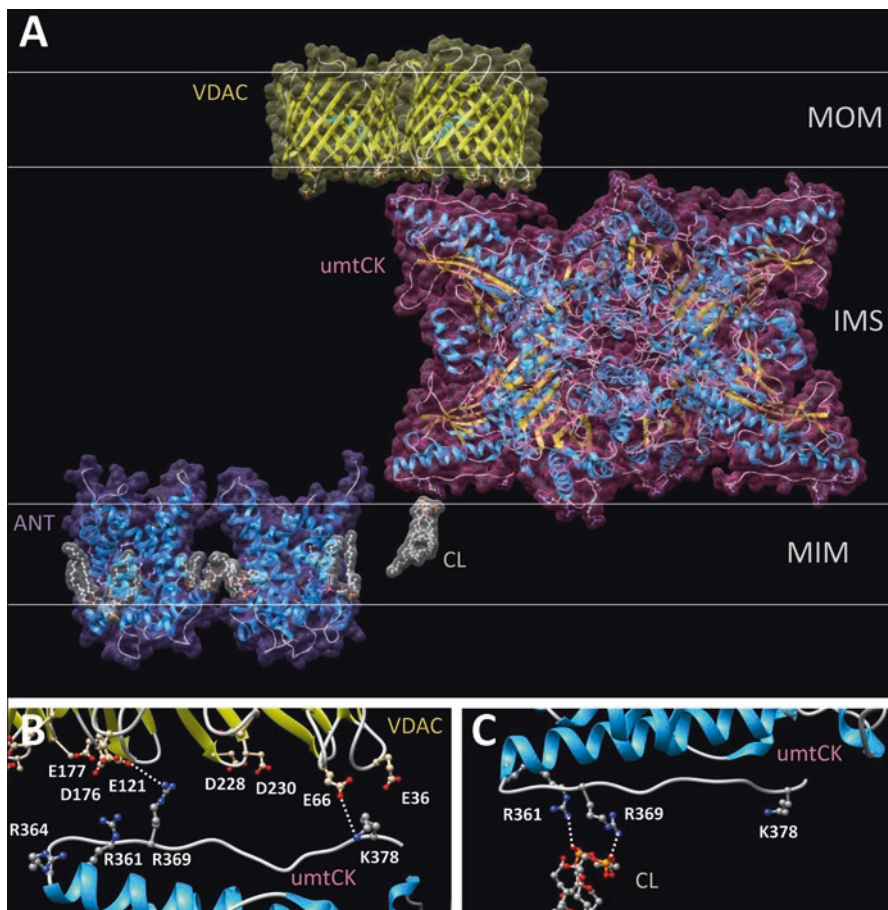 A
VDAC
MOM
umtCK
IMS
ANT
CL
MIM
B
VDAC
E177
D176
E121
D228
D230
E66
E36
R364
R361
R369
umtCK
K378
C
umtCK
R361
R369
K378
CL